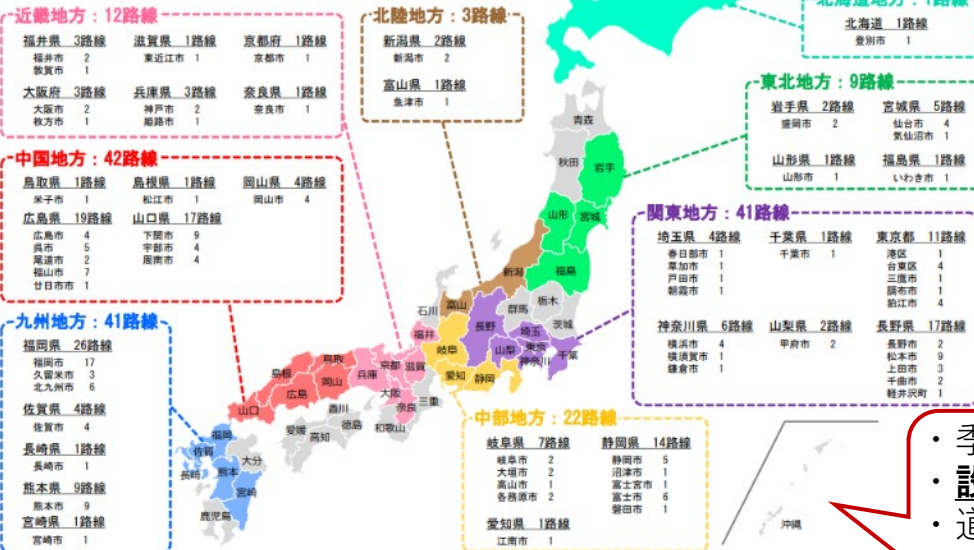 近畿地方：12路線
福井県 3路線
福井市 2
敦賀市 1
滋賀県 1路線
東近江市 1
京都府 1路線
京都市 1
大阪府 3路線
大阪市 2
枚方市 1
兵庫県 3路線
神戸市 2
姫路市 1
奈良県 1路線
奈良市 1
北陸地方：3路線
新潟県 2路線
新潟市 2
富山県 1路線
魚津市 1
北海道地方：1路線
北海道 1路線
登別市 1
東北地方：9路線
岩手県 2路線
盛岡市 2
宮城県 5路線
仙台市 4
気仙沼市 1
山形県 1路線
山形市 1
福島県 1路線
いわき市 1
中国地方：42路線
鳥取県 1路線
米子市 1
島根県 1路線
松江市 1
岡山県 4路線
岡山市 4
広島県 19路線
広島市 4
呉市 5
尾道市 2
福山市 7
廿日市市 1
山口県 17路線
下関市 9
宇部市 4
周南市 4
関東地方：41路線
埼玉県 4路線
春日部市 1
草加市 1
戸田市 1
朝霞市 1
千葉県 1路線
千葉市 1
東京都 11路線
港区 1
台東区 4
三鷹市 1
調布市 1
狛江市 4
神奈川県 6路線
横浜市 4
横須賀市 1
鎌倉市 1
山梨県 2路線
甲府市 2
長野県 17路線
長野市 2
松本市 9
上田市 3
千曲市 2
軽井沢町 1
九州地方：41路線
福岡県 26路線
福岡市 17
久留米市 3
北九州市 6
佐賀県 4路線
佐賀市 4
長崎県 1路線
長崎市 1
熊本県 9路線
熊本市 9
宮崎県 1路線
宮崎市 1
中部地方：22路線
岐阜県 7路線
岐阜市 2
大垣市 2
高山市 1
各務原市 2
静岡県 14路線
静岡市 5
沼津市 1
富士宮市 1
富士市 6
磐田市 1
愛知県 1路線
江南市 1
青森
秋田
岩手
山形
宮城
新潟
福島
石川
富山
群馬
栃木
茨城
福井
長野
埼玉
岐阜
山梨
東京
神奈川
千葉
愛知
静岡
鳥取
島根
岡山
兵庫
京都
滋賀
広島
山口
大阪
奈良
三重
香川
徳島
和歌山
愛媛
高知
福岡
佐賀
大分
長崎
熊本
宮崎
鹿児島
沖縄
・季
・設
・道